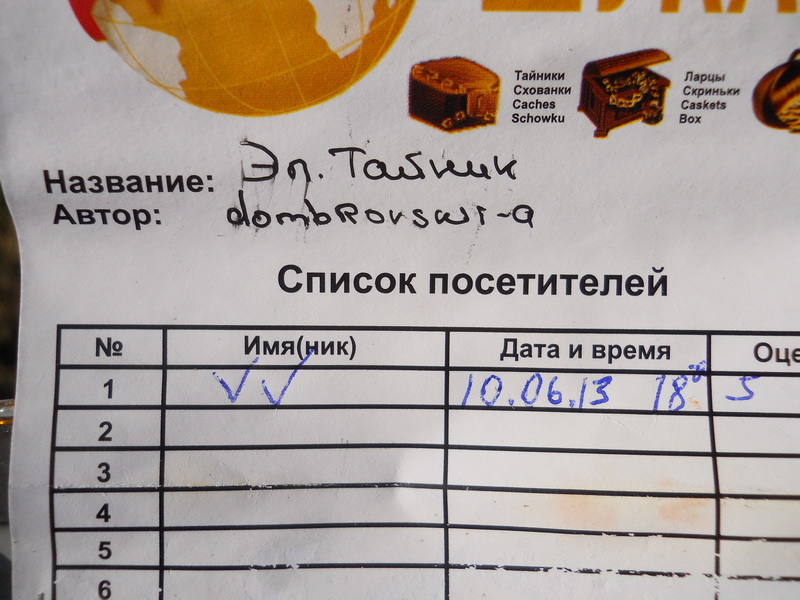 Тайники
Схованки
Caches
Schowku
Ларцы
Скриньки
Caskets
Box
Название: Эл. Тайник
Автор: dombRovswi-a
Список посетителей
№ Имя(ник) Дата и время
1 VV 10.06.13 18⁰⁰ 5
2
3
4
5
6